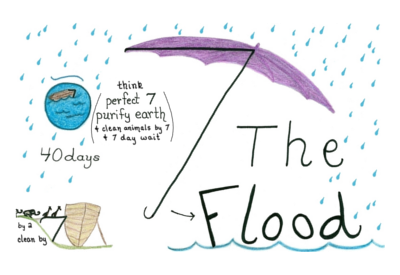 think
perfect 7
purify earth
+ clean animals by 7
+ 7 day wait
40 days
The
Flood
by 2
clean by 7